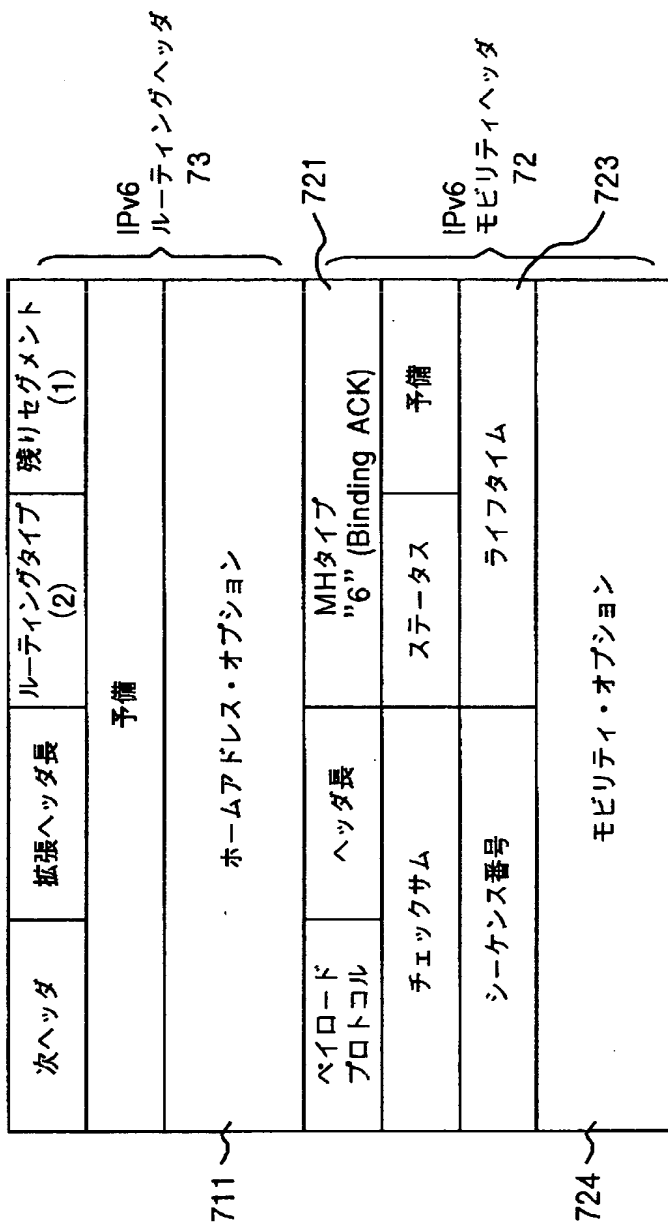 次ヘッダ
拡張ヘッダ長
ルーティングタイプ
(2)
残りセグメント
(1)
予備
ホームアドレス・オプション
711
IPv6
ルーティングヘッダ
73
ペイロード
プロトコル
ヘッダ長
MHタイプ
"6" (Binding ACK)
721
チェックサム
ステータス
予備
シーケンス番号
ライフタイム
723
モビリティ・オプション
724
IPv6
モビリティヘッダ
72